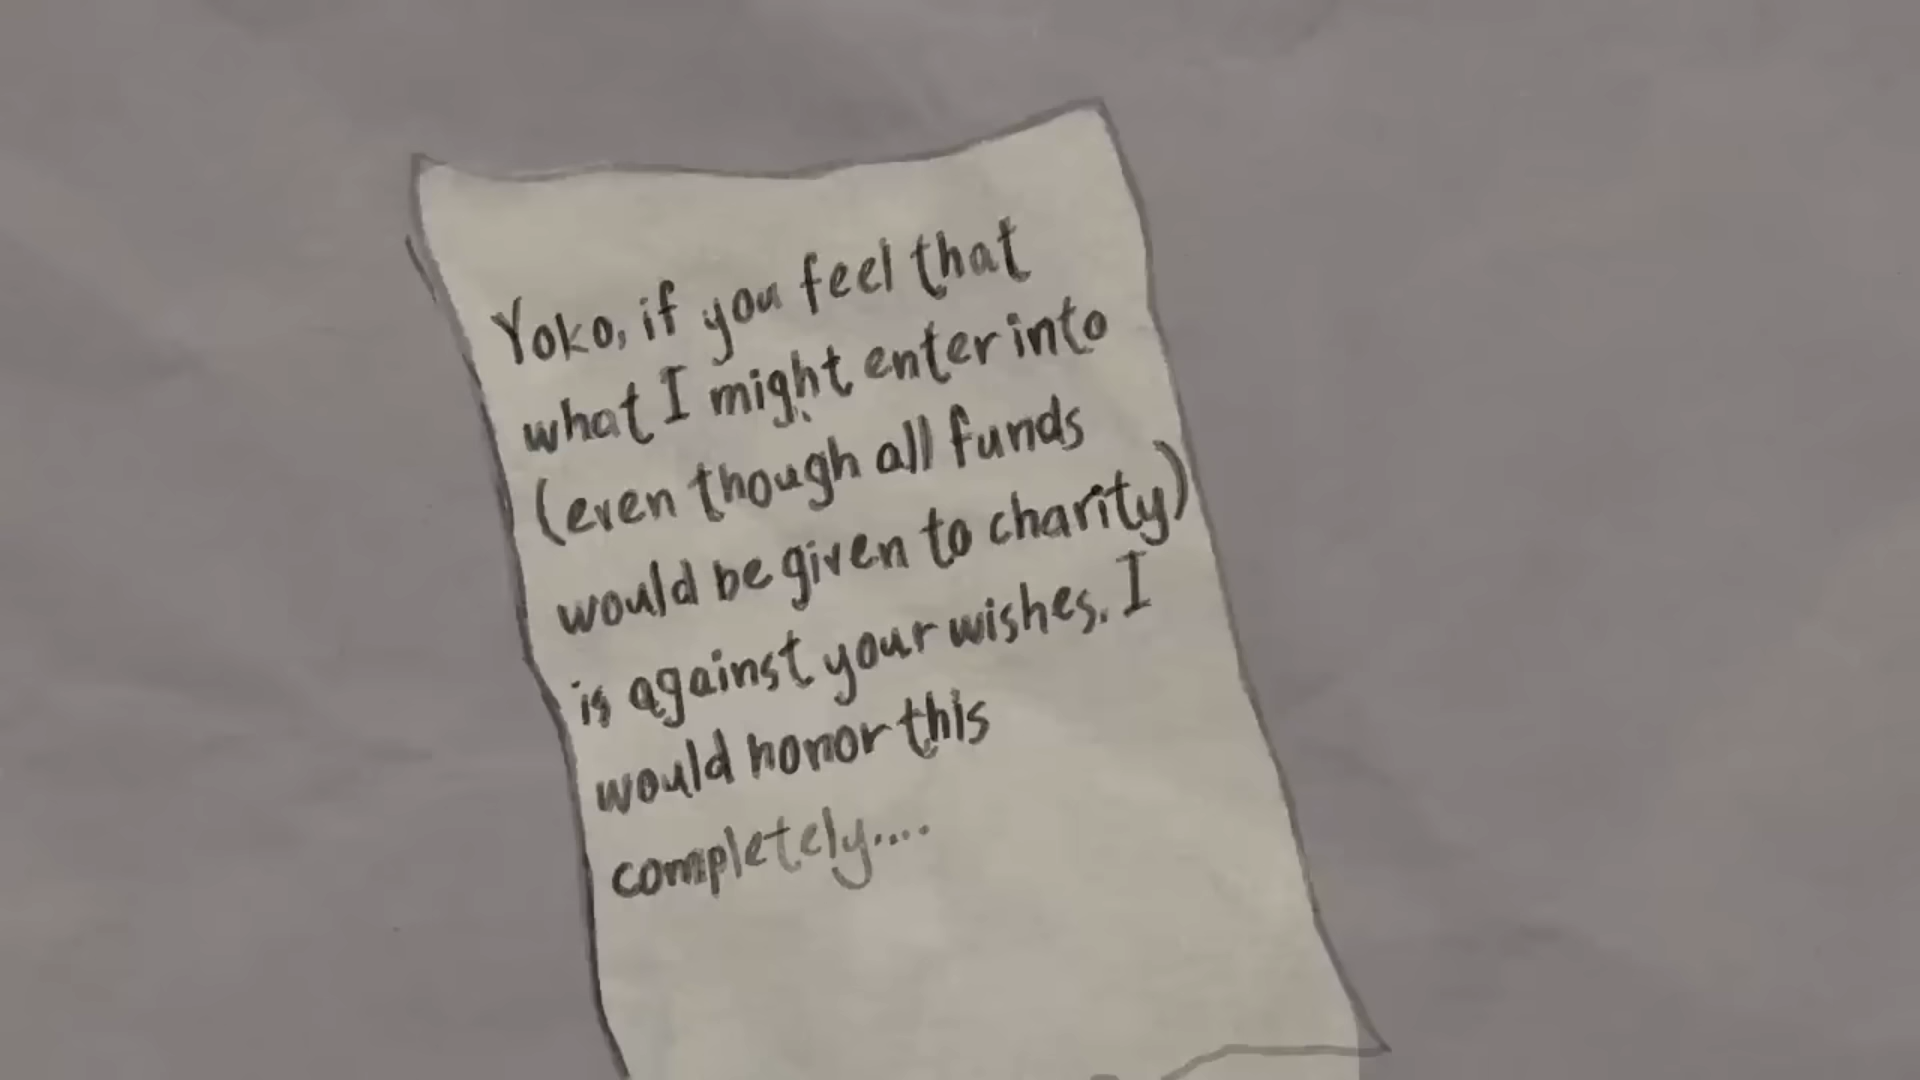 Yoko, if you feel that
what I might enter into
(even though all funds
would be given to charity)
is against your wishes. I
would honor this
completely....